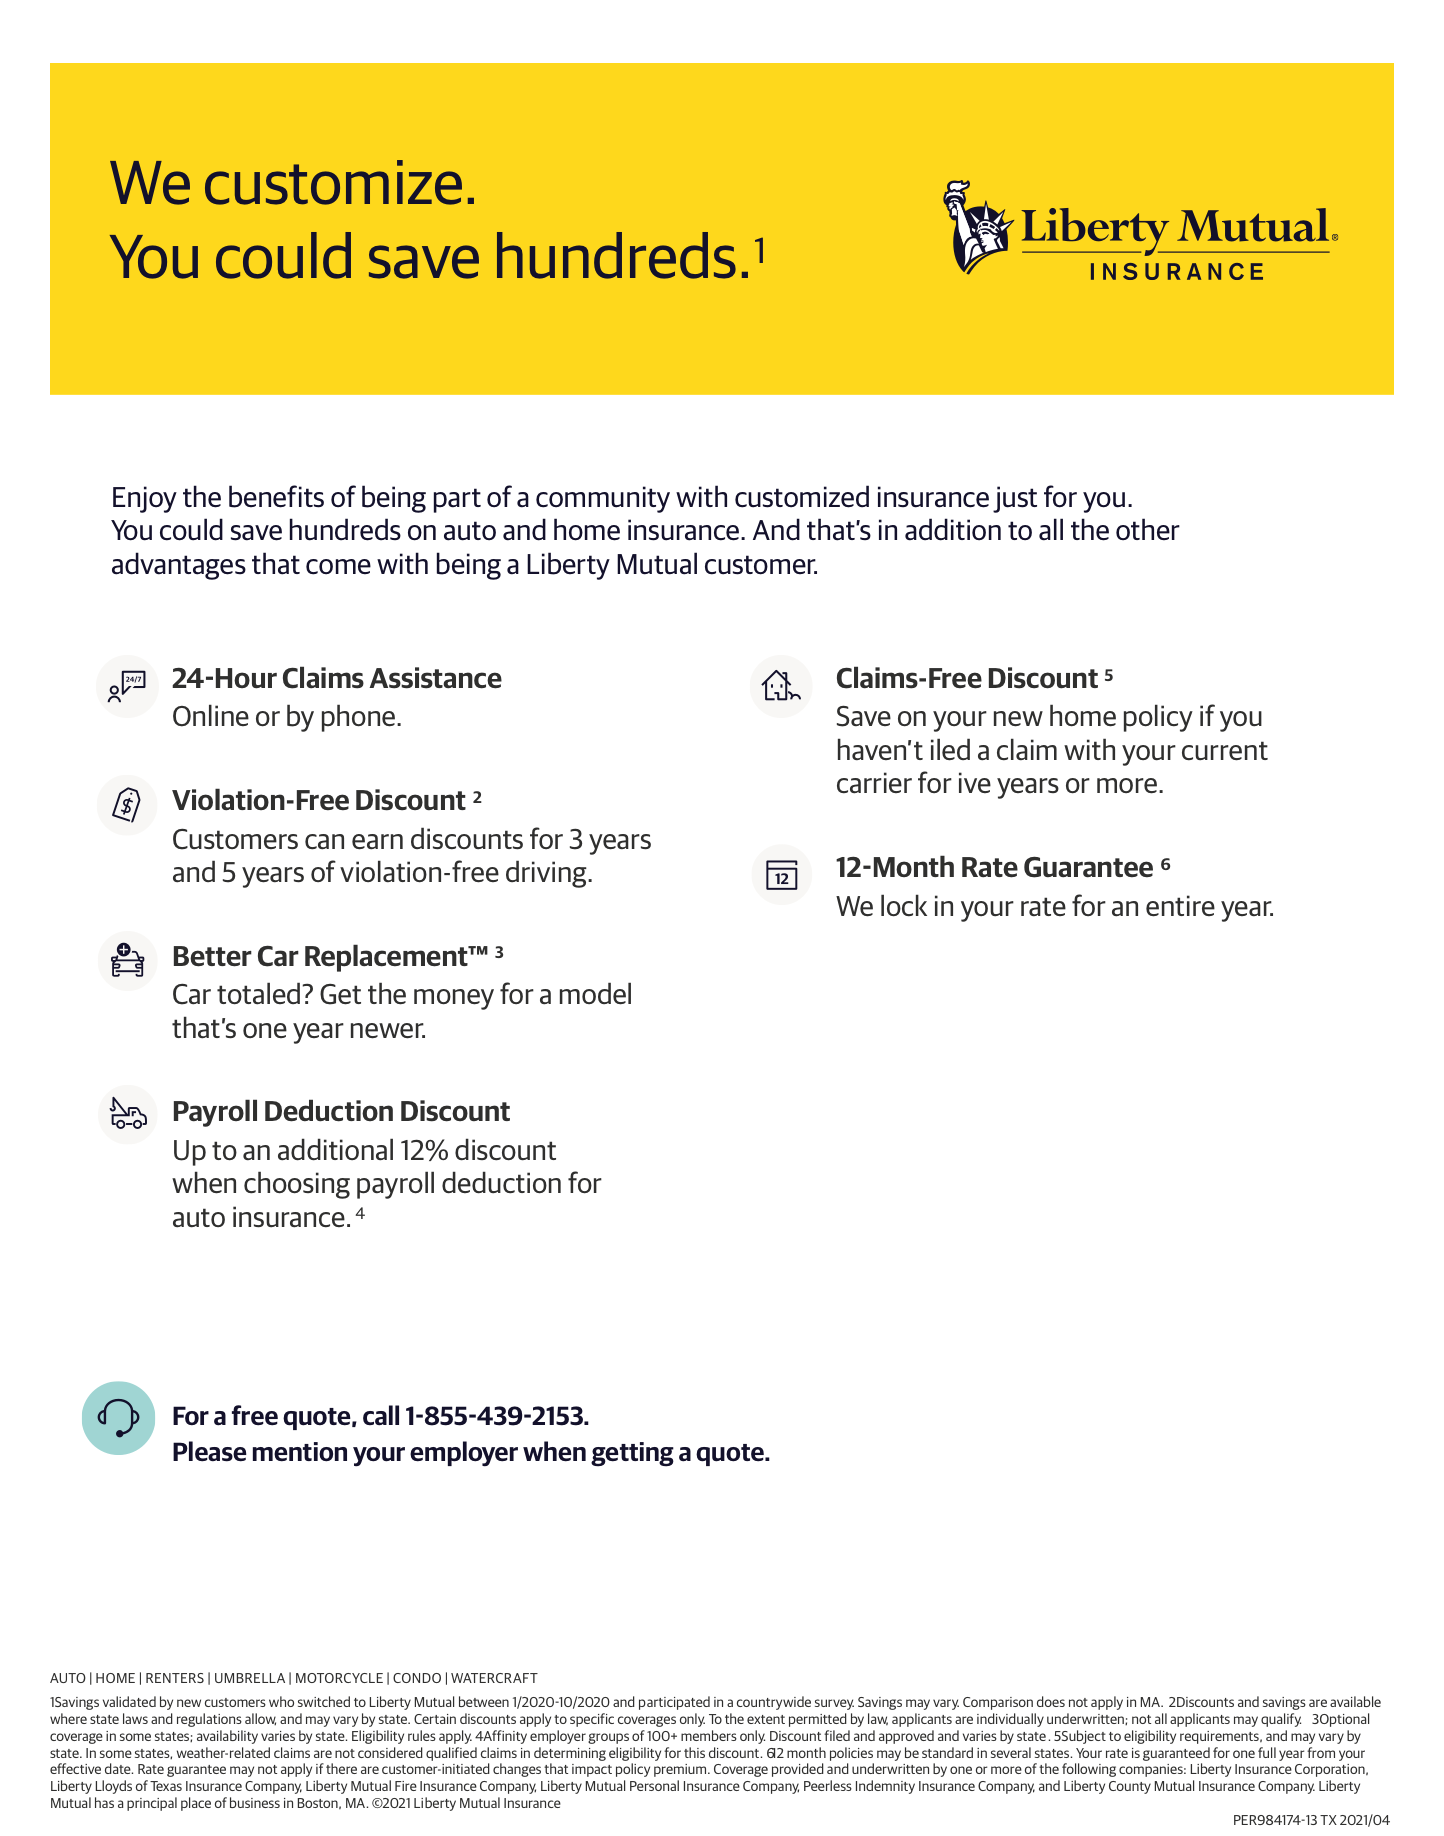 We customize.
You could save hundreds.1
Liberty Mutual®
INSURANCE
Enjoy the benefits of being part of a community with customized insurance just for you.
You could save hundreds on auto and home insurance. And that's in addition to all the other
advantages that come with being a Liberty Mutual customer.
24/7
24-Hour Claims Assistance
Online or by phone.
Violation-Free Discount 2
Customers can earn discounts for 3 years
and 5 years of violation-free driving.
Better Car Replacement™ 3
Car totaled? Get the money for a model
that's one year newer.
Payroll Deduction Discount
Up to an additional 12% discount
when choosing payroll deduction for
auto insurance. 4
Claims-Free Discount 5
Save on your new home policy if you
haven't iled a claim with your current
carrier for ive years or more.
12
12-Month Rate Guarantee 6
We lock in your rate for an entire year.
For a free quote, call 1-855-439-2153.
Please mention your employer when getting a quote.
AUTO | HOME | RENTERS | UMBRELLA | MOTORCYCLE | CONDO | WATERCRAFT
1Savings validated by new customers who switched to Liberty Mutual between 1/2020-10/2020 and participated in a countrywide survey. Savings may vary. Comparison does not apply in MA. 2Discounts and savings are available
where state laws and regulations allow, and may vary by state. Certain discounts apply to specific coverages only. To the extent permitted by law, applicants are individually underwritten; not all applicants may qualify. 3Optional
coverage in some states; availability varies by state. Eligibility rules apply. 4Affinity employer groups of 100+ members only. Discount filed and approved and varies by state. 5Subject to eligibility requirements, and may vary by
state. In some states, weather-related claims are not considered qualified claims in determining eligibility for this discount. 612 month policies may be standard in several states. Your rate is guaranteed for one full year from your
effective date. Rate guarantee may not apply if there are customer-initiated changes that impact policy premium. Coverage provided and underwritten by one or more of the following companies: Liberty Insurance Corporation,
Liberty Lloyds of Texas Insurance Company, Liberty Mutual Fire Insurance Company, Liberty Mutual Personal Insurance Company, Peerless Indemnity Insurance Company, and Liberty County Mutual Insurance Company. Liberty
Mutual has a principal place of business in Boston, MA. ©2021 Liberty Mutual Insurance
PER984174-13 TX 2021/04